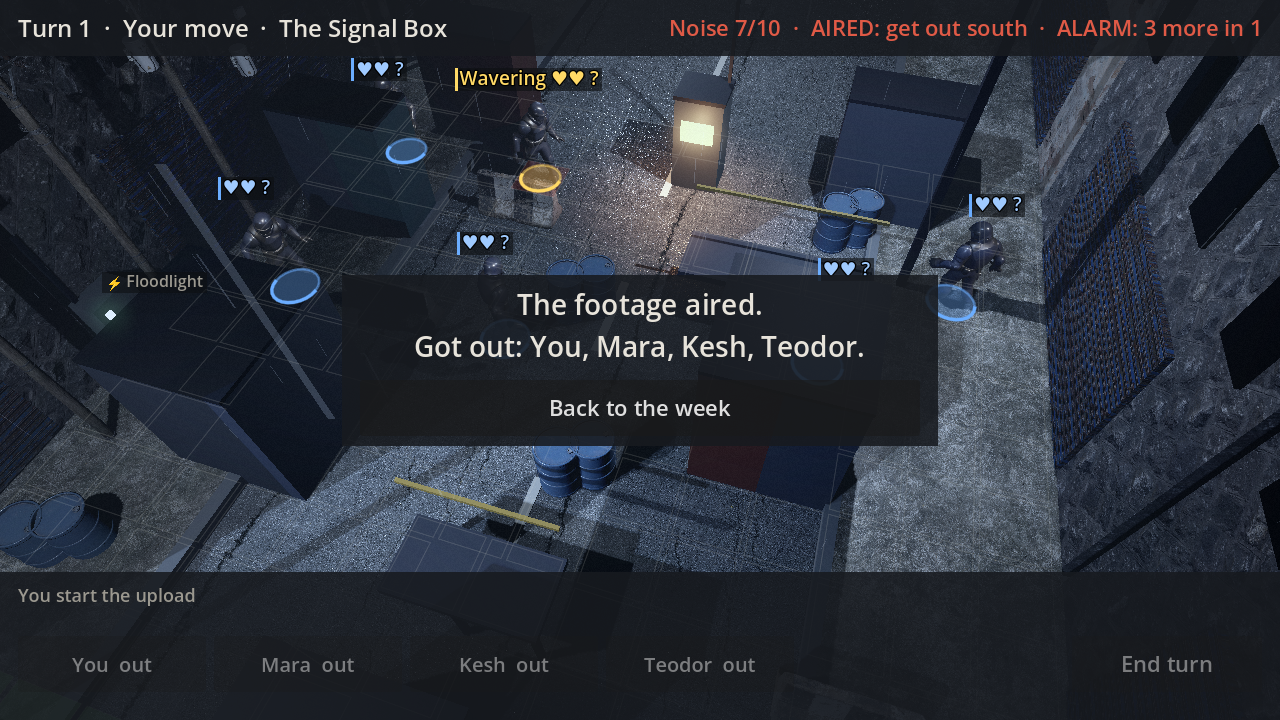 Turn 1 · Your move · The Signal Box
Noise 7/10 · AIRED: get out south · ALARM: 3 more in 1
♥♥ ?
Wavering ♥♥ ?
♥♥ ?
♥♥ ?
♥♥ ?
♥♥ ?
⚡ Floodlight
The footage aired.
Got out: You, Mara, Kesh, Teodor.
Back to the week
You start the upload
You out
Mara out
Kesh out
Teodor out
End turn